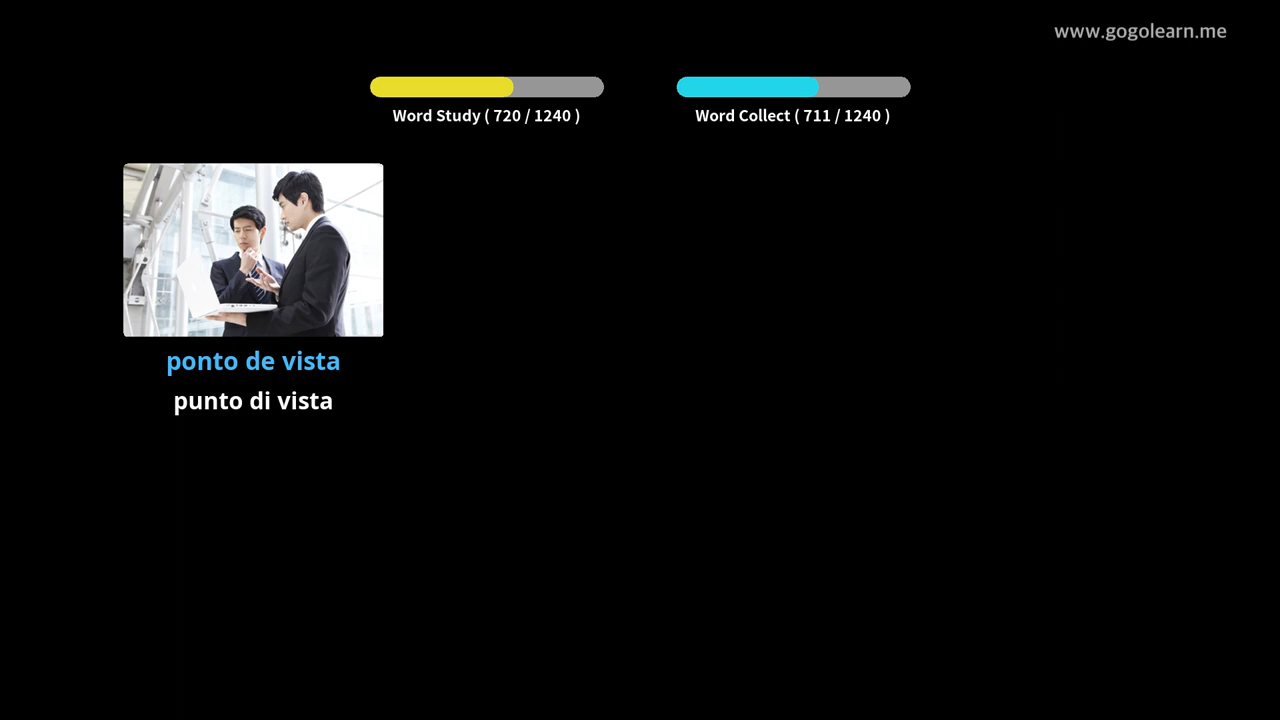 www.gogolearn.me
Word Study ( 720 / 1240 )
Word Collect ( 711 / 1240 )
ponto de vista
punto di vista